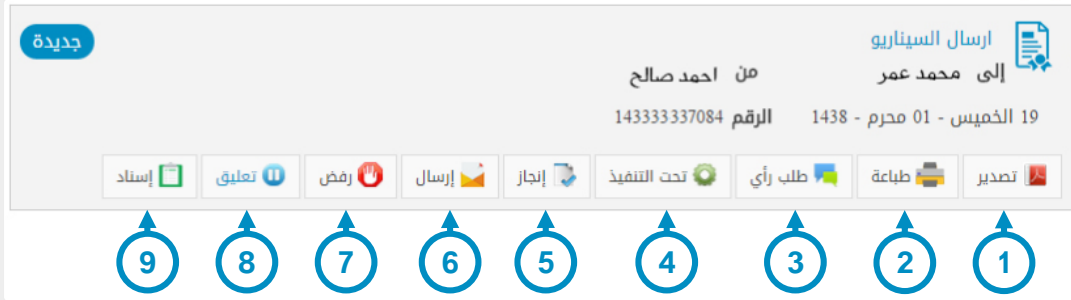 ارسال السيناريو
جديدة
إلى محمد عمر من احمد صالح
19 الخميس - 01 محرم - 1438 الرقم 143333337084
تصدير طباعة طلب رأي تحت التنفيذ إنجاز إرسال رفض تعليق إسناد
1 2 3 4 5 6 7 8 9